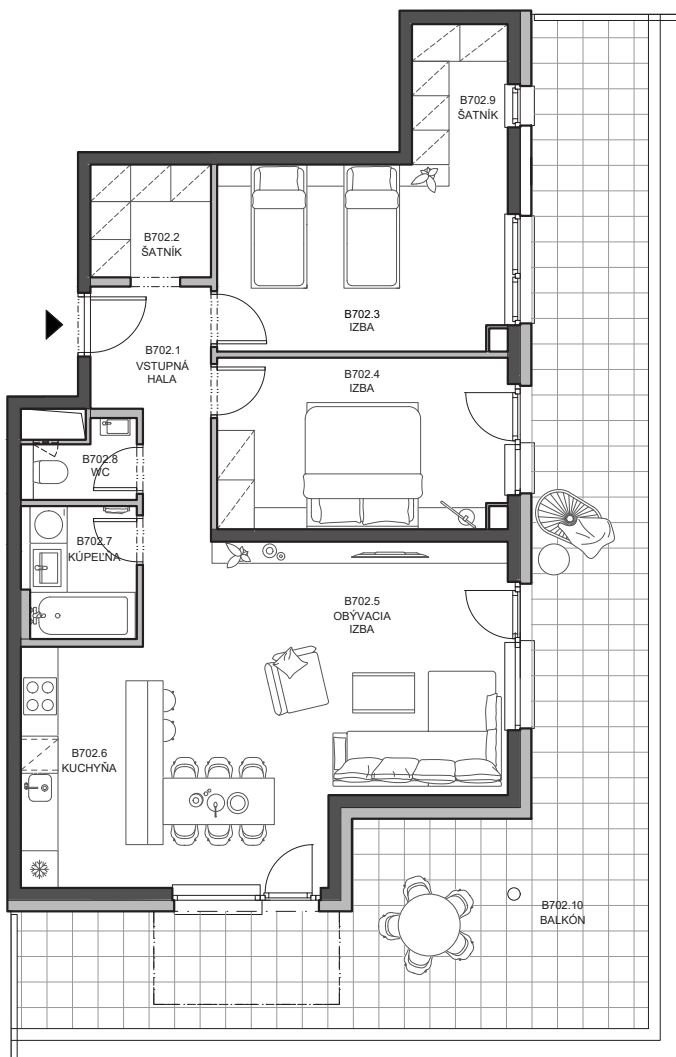 B702.9
ŠATNÍK
B702.2
ŠATNÍK
B702.3
IZBA
B702.1
VSTUPNÁ
HALA
B702.4
IZBA
B702.8
WC
B702.7
KÚPEĽNA
B702.5
OBÝVACIA
IZBA
B702.6
KUCHYŇA
B702.10
BALKÓN